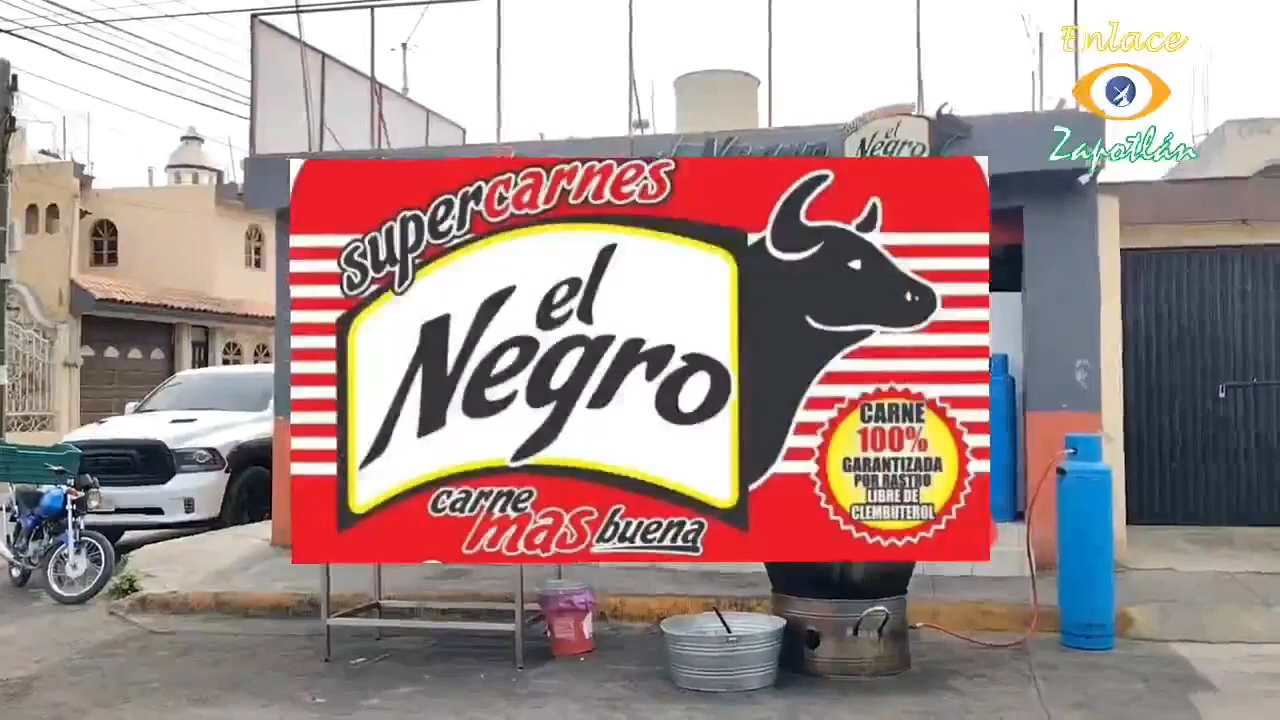 Enlace
Zapotlán
el
Negro
supercarnes
el
Negro
carne mas buena
CARNE
100%
GARANTIZADA
POR RASTRO
LIBRE DE
CLEMBUTEROL